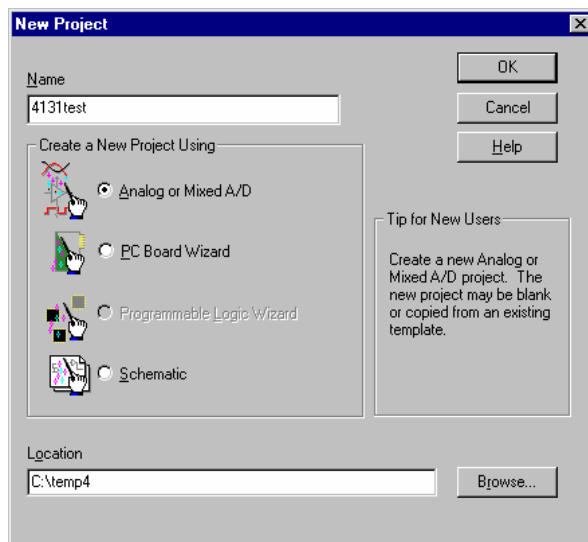 New Project
Name
4131test
OK
Cancel
Help
Create a New Project Using
Analog or Mixed A/D
PC Board Wizard
Programmable Logic Wizard
Schematic
Tip for New Users
Create a new Analog or
Mixed A/D project. The
new project may be blank
or copied from an existing
template.
Location
C:\temp4
Browse...